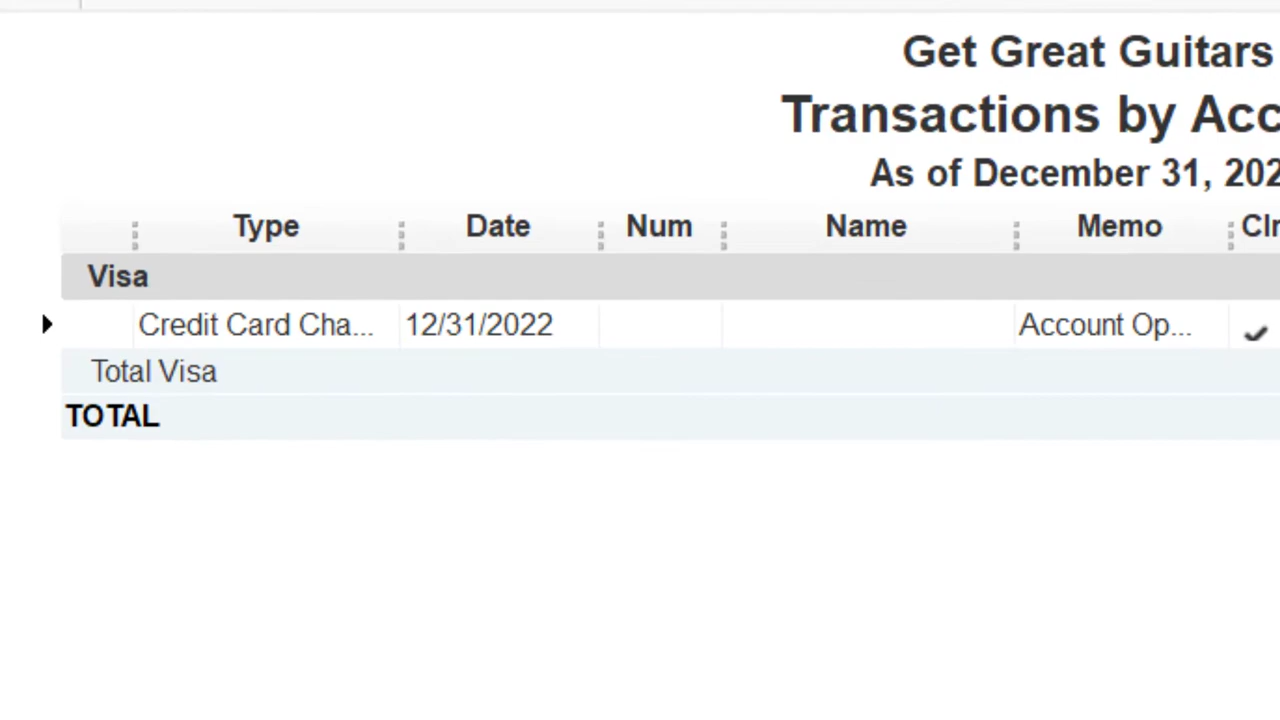 Get Great Guitars
Transactions by Acc
As of December 31, 202
Type Date Num Name Memo Clr
Visa
Credit Card Cha... 12/31/2022 Account Op...
Total Visa
TOTAL